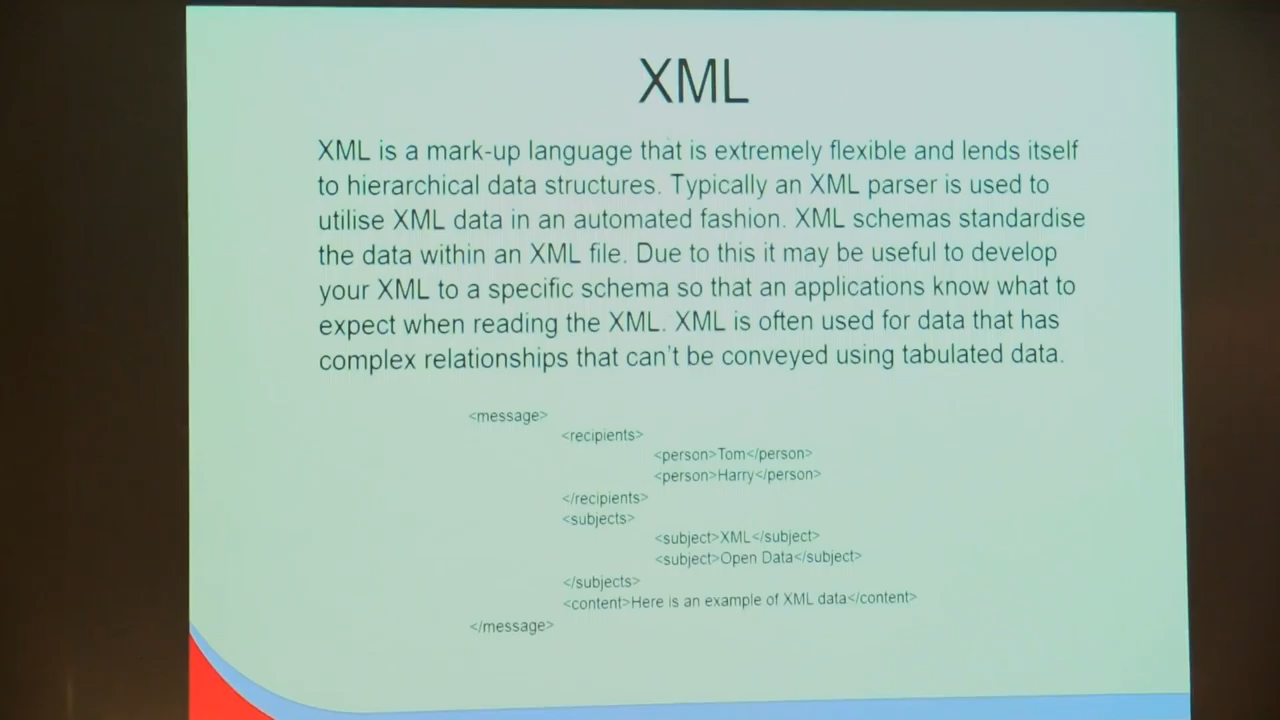 XML
XML is a mark-up language that is extremely flexible and lends itself
to hierarchical data structures. Typically an XML parser is used to
utilise XML data in an automated fashion. XML schemas standardise
the data within an XML file. Due to this it may be useful to develop
your XML to a specific schema so that an applications know what to
expect when reading the XML. XML is often used for data that has
complex relationships that can't be conveyed using tabulated data.
<message>
<recipients>
<person>Tom</person>
<person>Harry</person>
</recipients>
<subjects>
<subject>XML</subject>
<subject>Open Data</subject>
</subjects>
<content>Here is an example of XML data</content>
</message>